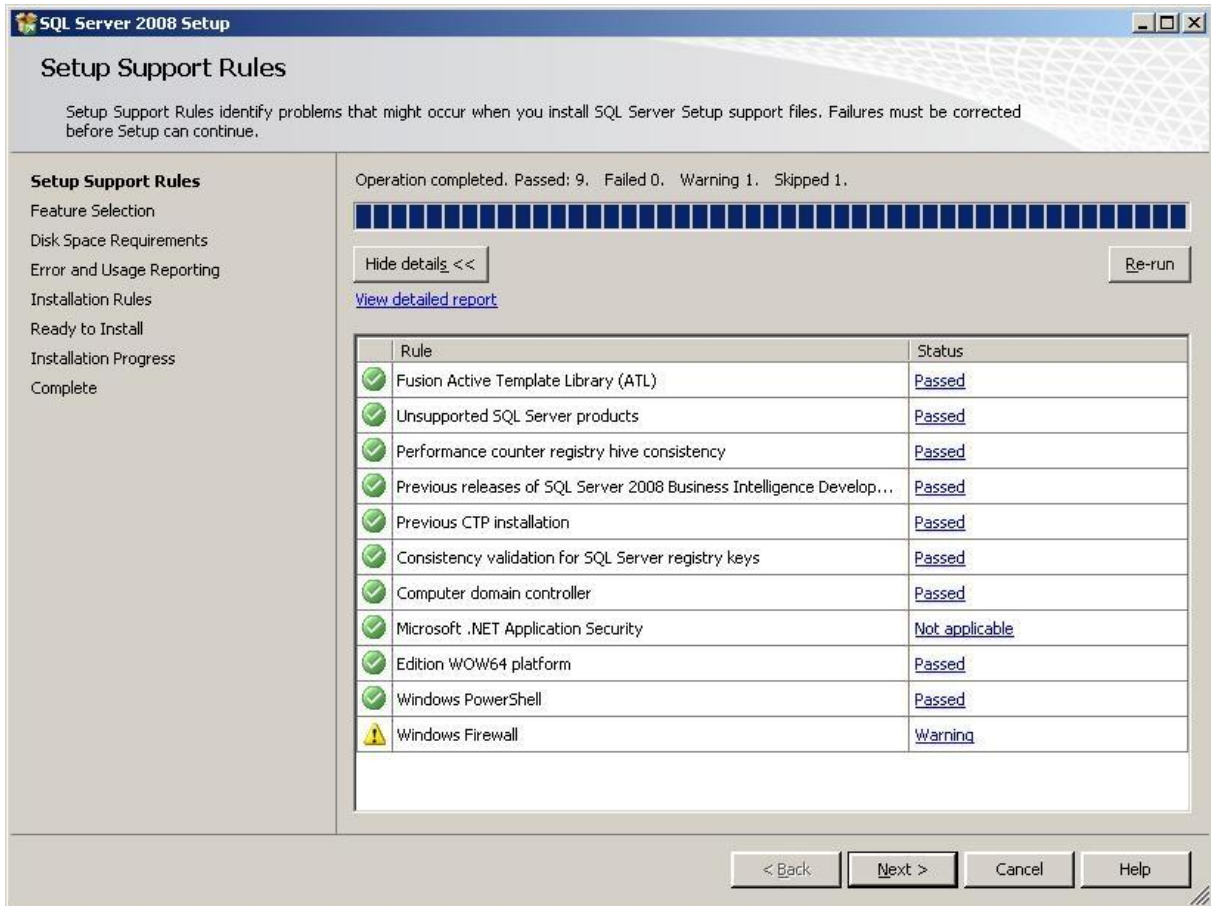 SQL Server 2008 Setup
Setup Support Rules
Setup Support Rules identify problems that might occur when you install SQL Server Setup support files. Failures must be corrected
before Setup can continue.
Setup Support Rules
Feature Selection
Disk Space Requirements
Error and Usage Reporting
Installation Rules
Ready to Install
Installation Progress
Complete
Operation completed. Passed: 9. Failed 0. Warning 1. Skipped 1.
Hide details <<
Re-run
View detailed report
Rule Status
Fusion Active Template Library (ATL) Passed
Unsupported SQL Server products Passed
Performance counter registry hive consistency Passed
Previous releases of SQL Server 2008 Business Intelligence Develop... Passed
Previous CTP installation Passed
Consistency validation for SQL Server registry keys Passed
Computer domain controller Passed
Microsoft .NET Application Security Not applicable
Edition WOW64 platform Passed
Windows PowerShell Passed
Windows Firewall Warning
< Back Next > Cancel Help